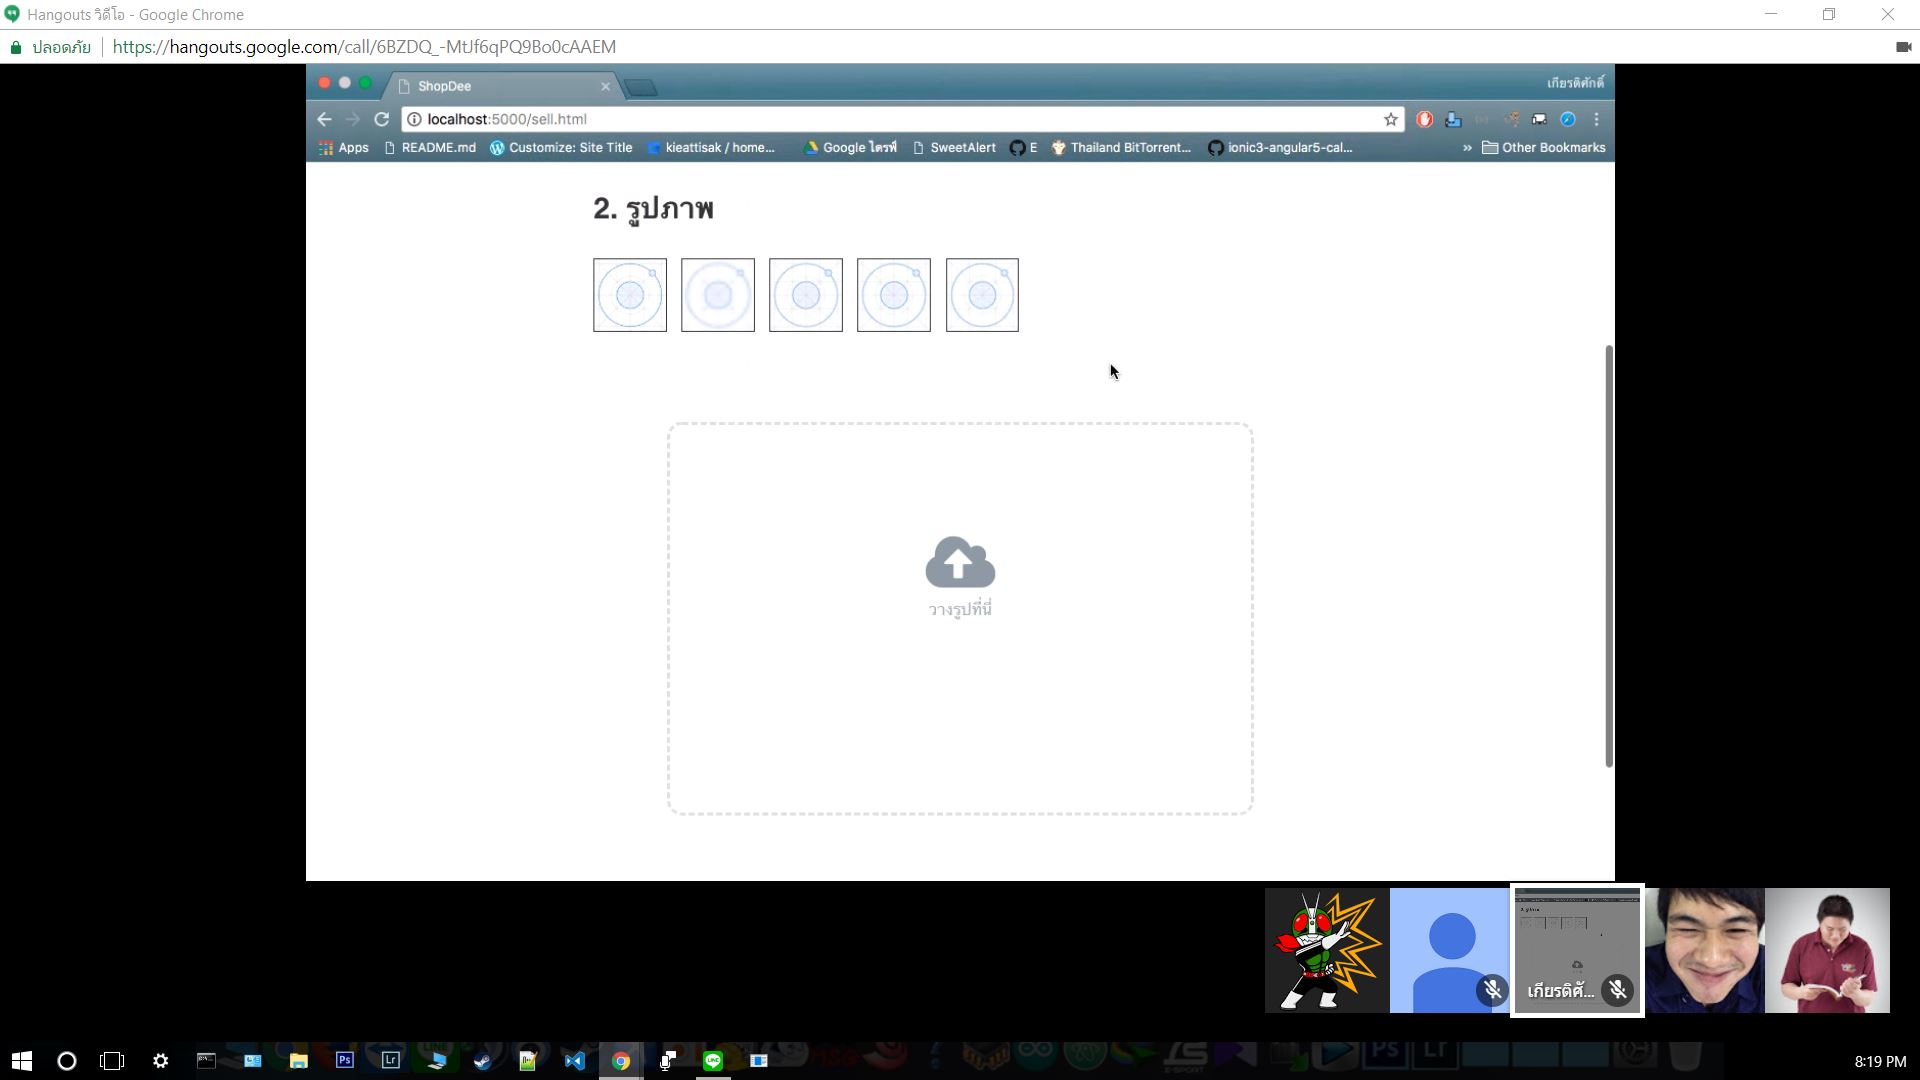 Hangouts วิดีโอ - Google Chrome
ปลอดภัย
https://hangouts.google.com/call/6BZDQ_-MtJf6qPQ9Bo0cAAEM
ShopDee
เกียรติศักดิ์
localhost:5000/sell.html
Apps
README.md
Customize: Site Title
kieattisak / home...
Google ไดรฟ์
SweetAlert
E
Thailand BitTorrent...
ionic3-angular5-cal...
»
Other Bookmarks
2. รูปภาพ
วางรูปที่นี่
เกียรติศั...
Ps
Lr
LINE
8:19 PM